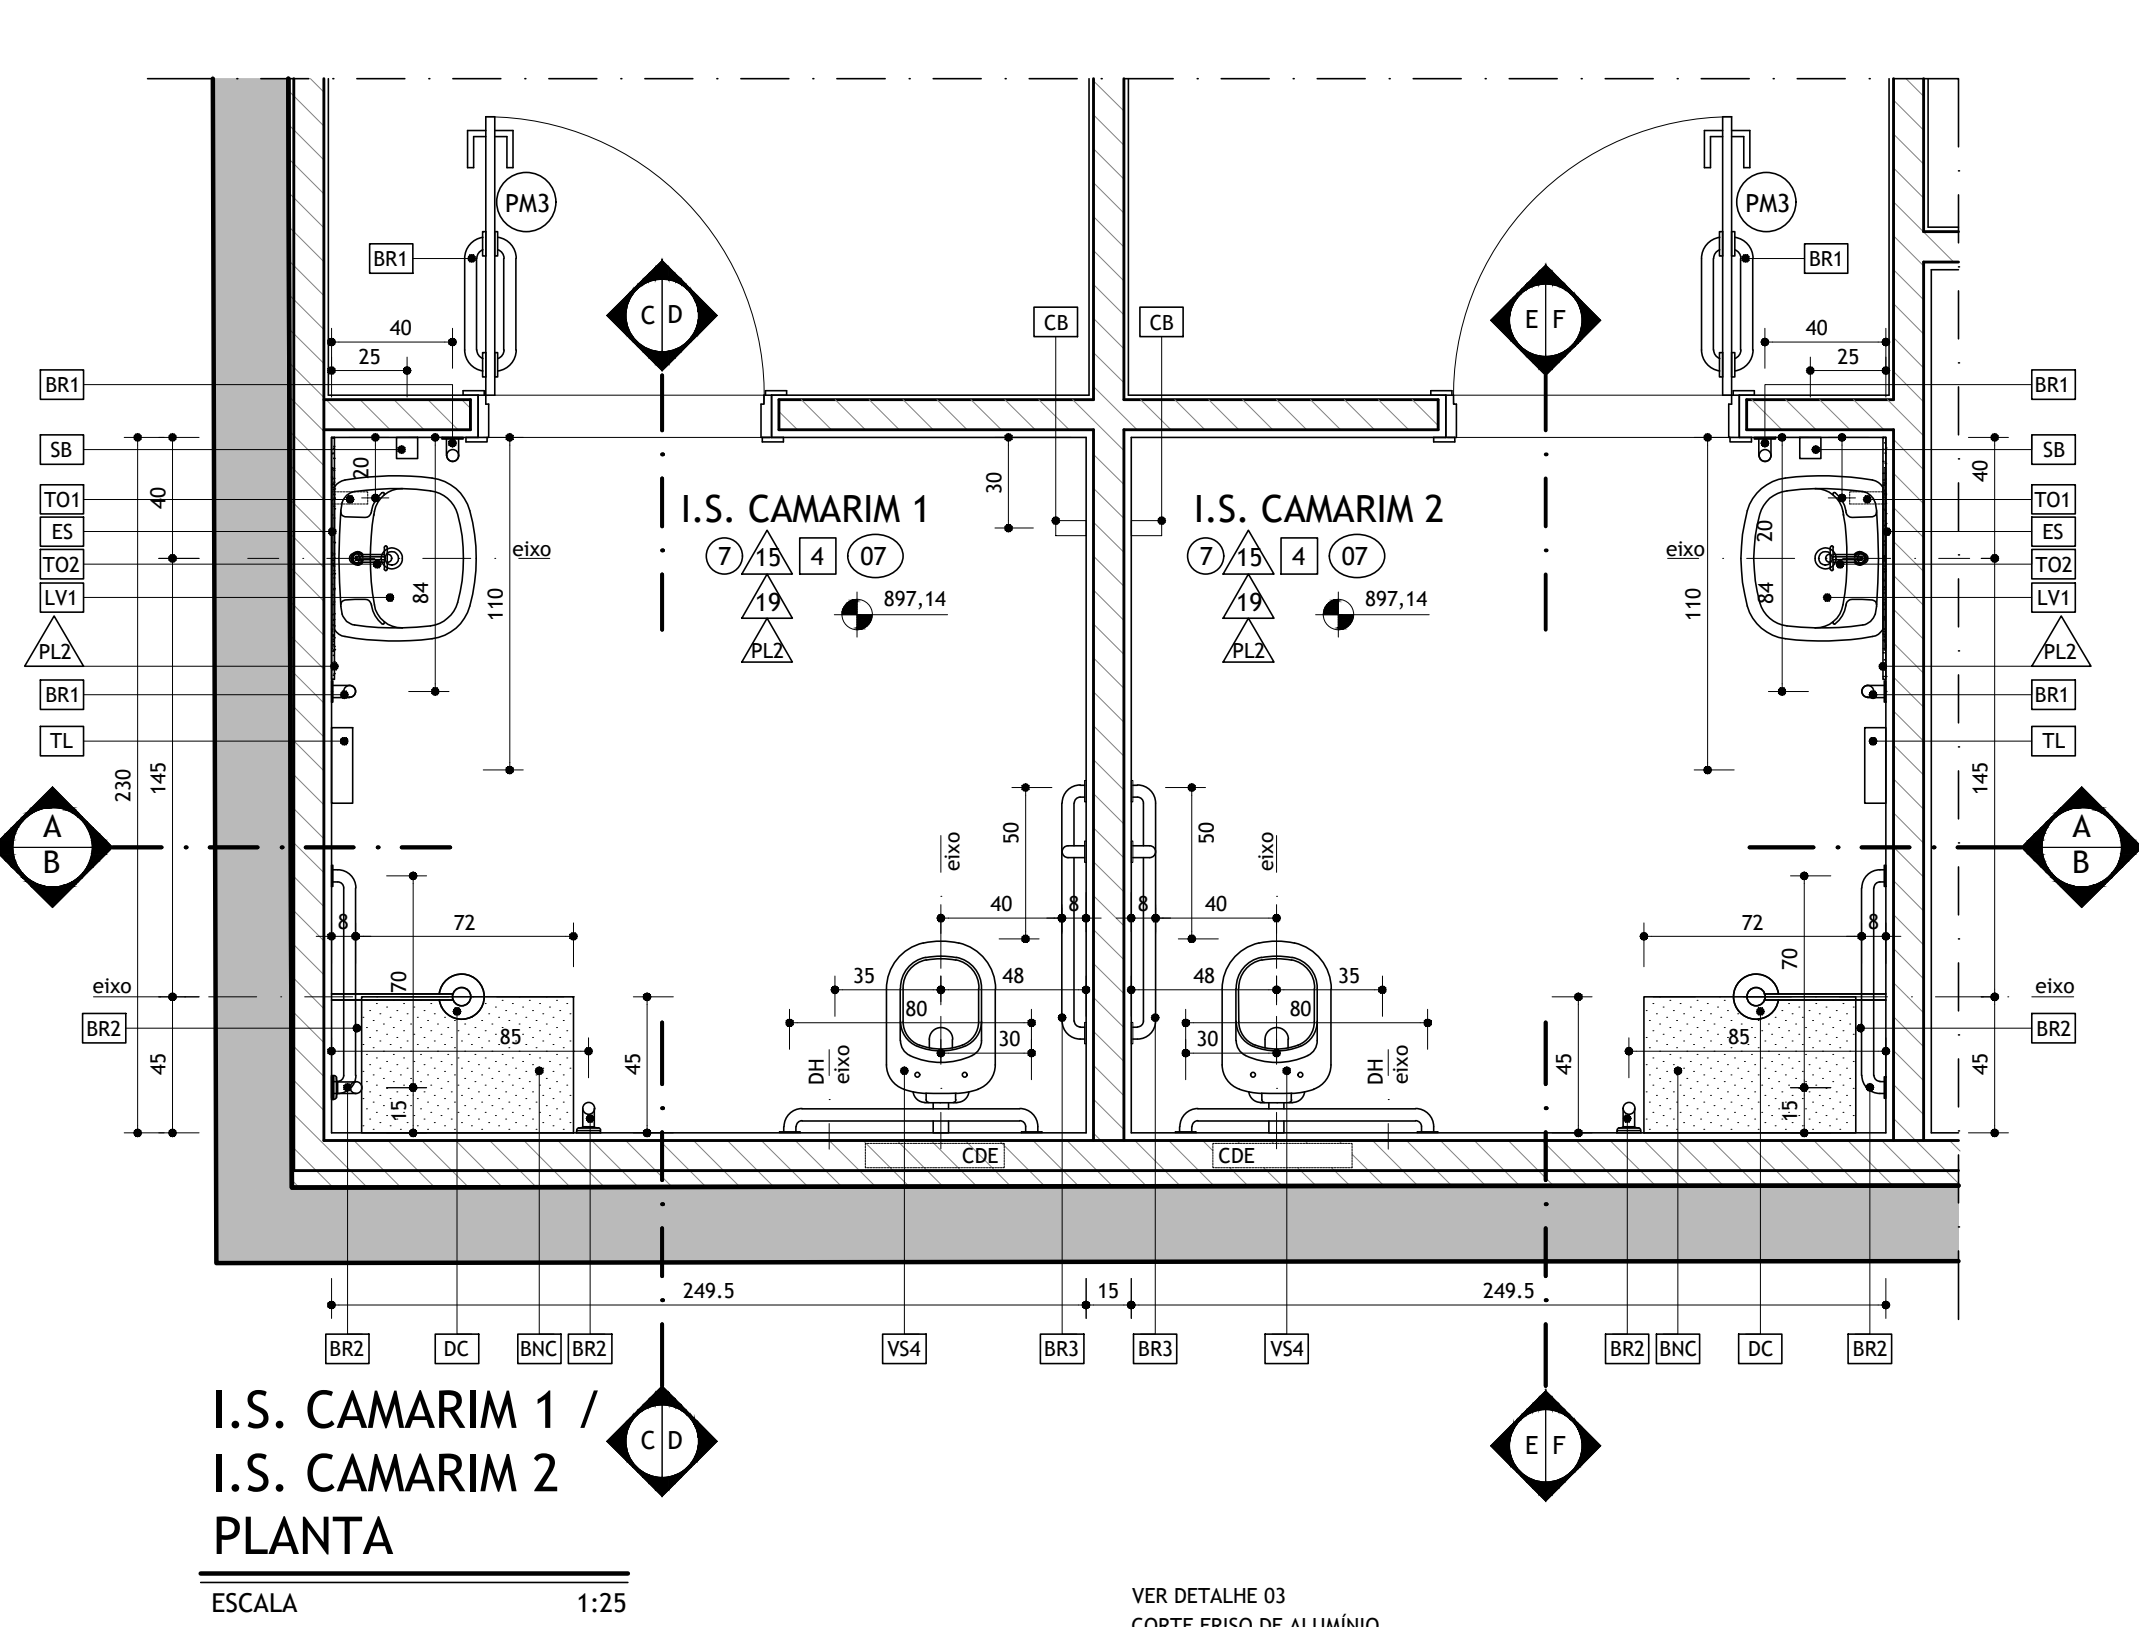 PM3
PM3
BR1
BR1
C D
E F
CB
CB
40
40
25
25
BR1
BR1
SB
SB
20
30
40
40
TO1
TO1
I.S. CAMARIM 1
I.S. CAMARIM 2
ES
ES
20
eixo
eixo
7 15 4 07
7 15 4 07
TO2
TO2
LV1
LV1
84
110
84
110
19
897,14
19
897,14
PL2
PL2
PL2
PL2
BR1
BR1
TL
TL
230
145
145
A
B
A
B
50
eixo
50
eixo
8
72
40
8
8
40
72
8
70
70
35
48
48
35
eixo
eixo
80
80
BR2
BR2
85
30
30
85
45
45
45
45
DH
eixo
DH
eixo
15
15
CDE
CDE
249.5
15
249.5
BR2
DC
BNC
BR2
VS4
BR3
BR3
VS4
BR2
BNC
DC
BR2
I.S. CAMARIM 1 /
I.S. CAMARIM 2
PLANTA
C D
E F
ESCALA 1:25
VER DETALHE 03
CORTE FRISO DE ALUMÍNIO